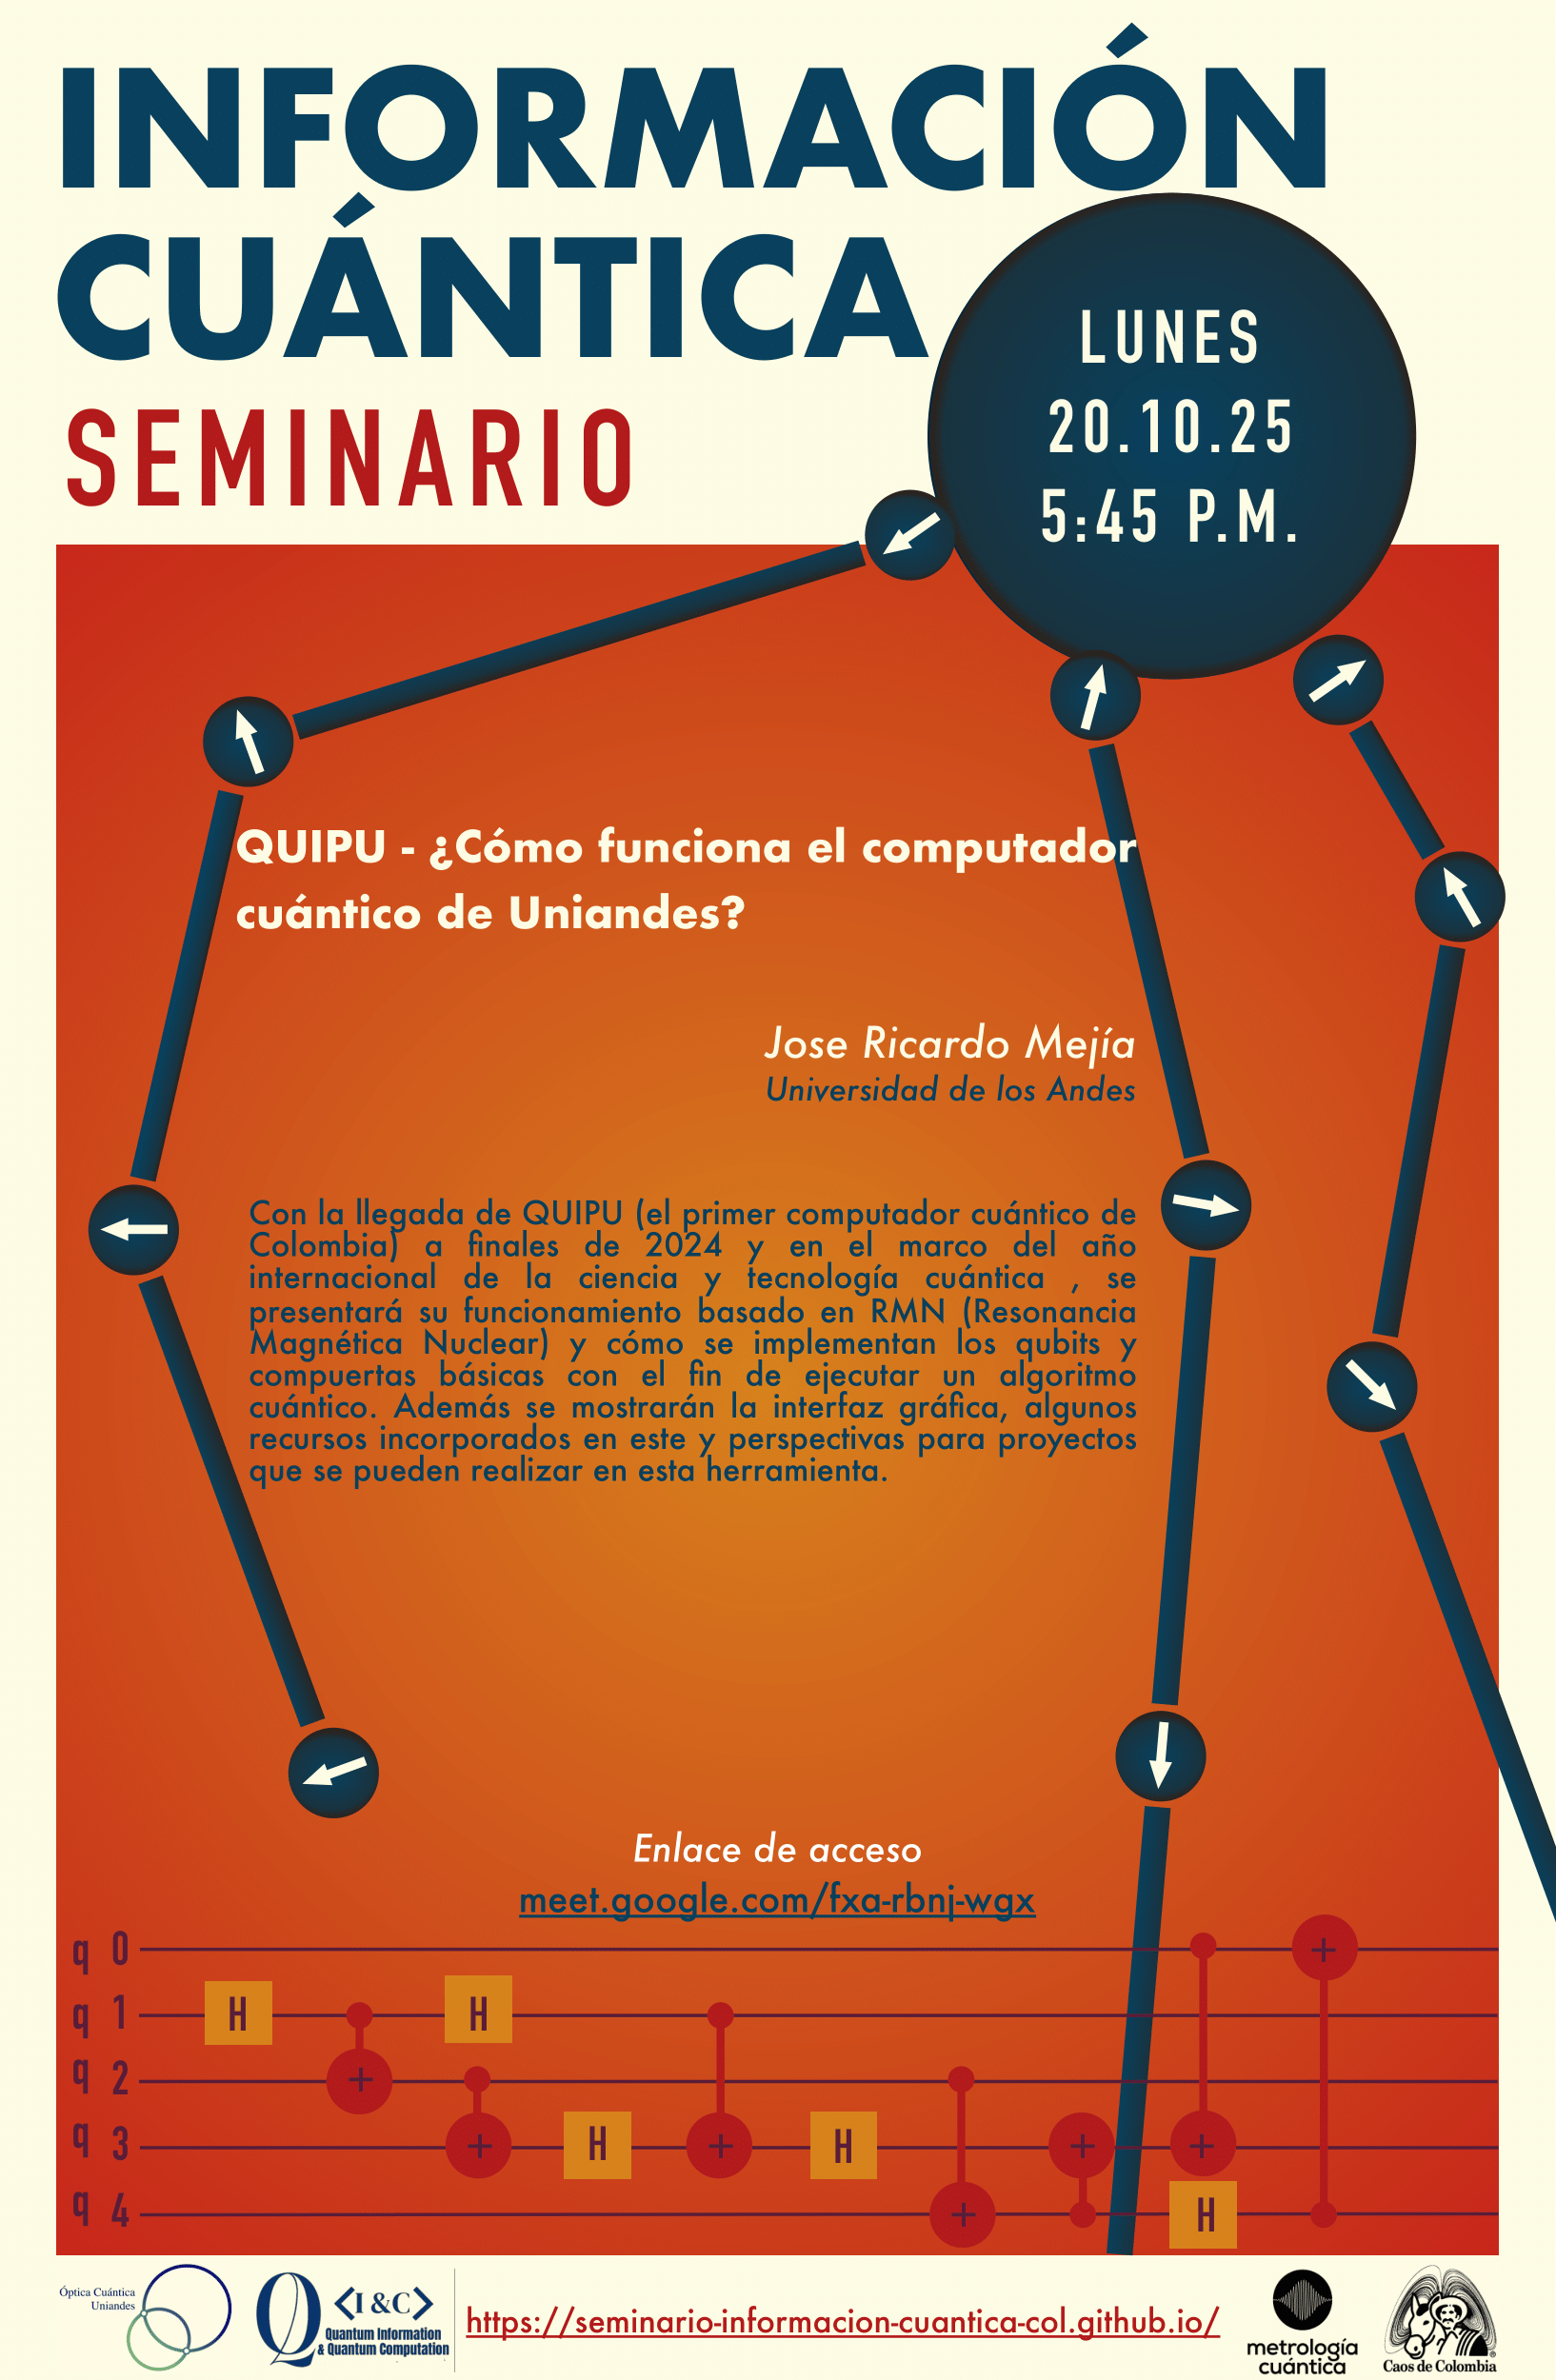 INFORMACIÓN
CUÁNTICA
SEMINARIO
LUNES
20.10.25
5:45 P.M.
QUIPU - ¿Cómo funciona el computador
cuántico de Uniandes?
Jose Ricardo Mejía
Universidad de los Andes
Con la llegada de QUIPU (el primer computador cuántico de
Colombia) a finales de 2024 y en el marco del año
internacional de la ciencia y tecnología cuántica , se
presentará su funcionamiento basado en RMN (Resonancia
Magnética Nuclear) y cómo se implementan los qubits y
compuertas básicas con el fin de ejecutar un algoritmo
cuántico. Además se mostrarán la interfaz gráfica, algunos
recursos incorporados en este y perspectivas para proyectos
que se pueden realizar en esta herramienta.
Enlace de acceso
meet.google.com/fxa-rbnj-wgx
q 0 +
q 1 H H
q 2 +
q 3 + H + H + +
q 4 + H
Óptica Cuántica
Uniandes
Q <I &C>
Quantum Information
& Quantum Computation
https://seminario-informacion-cuantica-col.github.io/
metrología
cuántica
Caos de Colombia